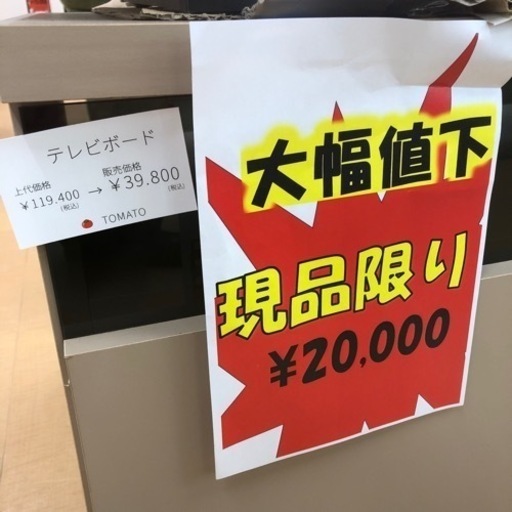 テレビボード
上代価格
販売価格
¥119.400 → ¥39.800
(税込)
(税込)
TOMATO
大幅値下
現品限り
¥20,000